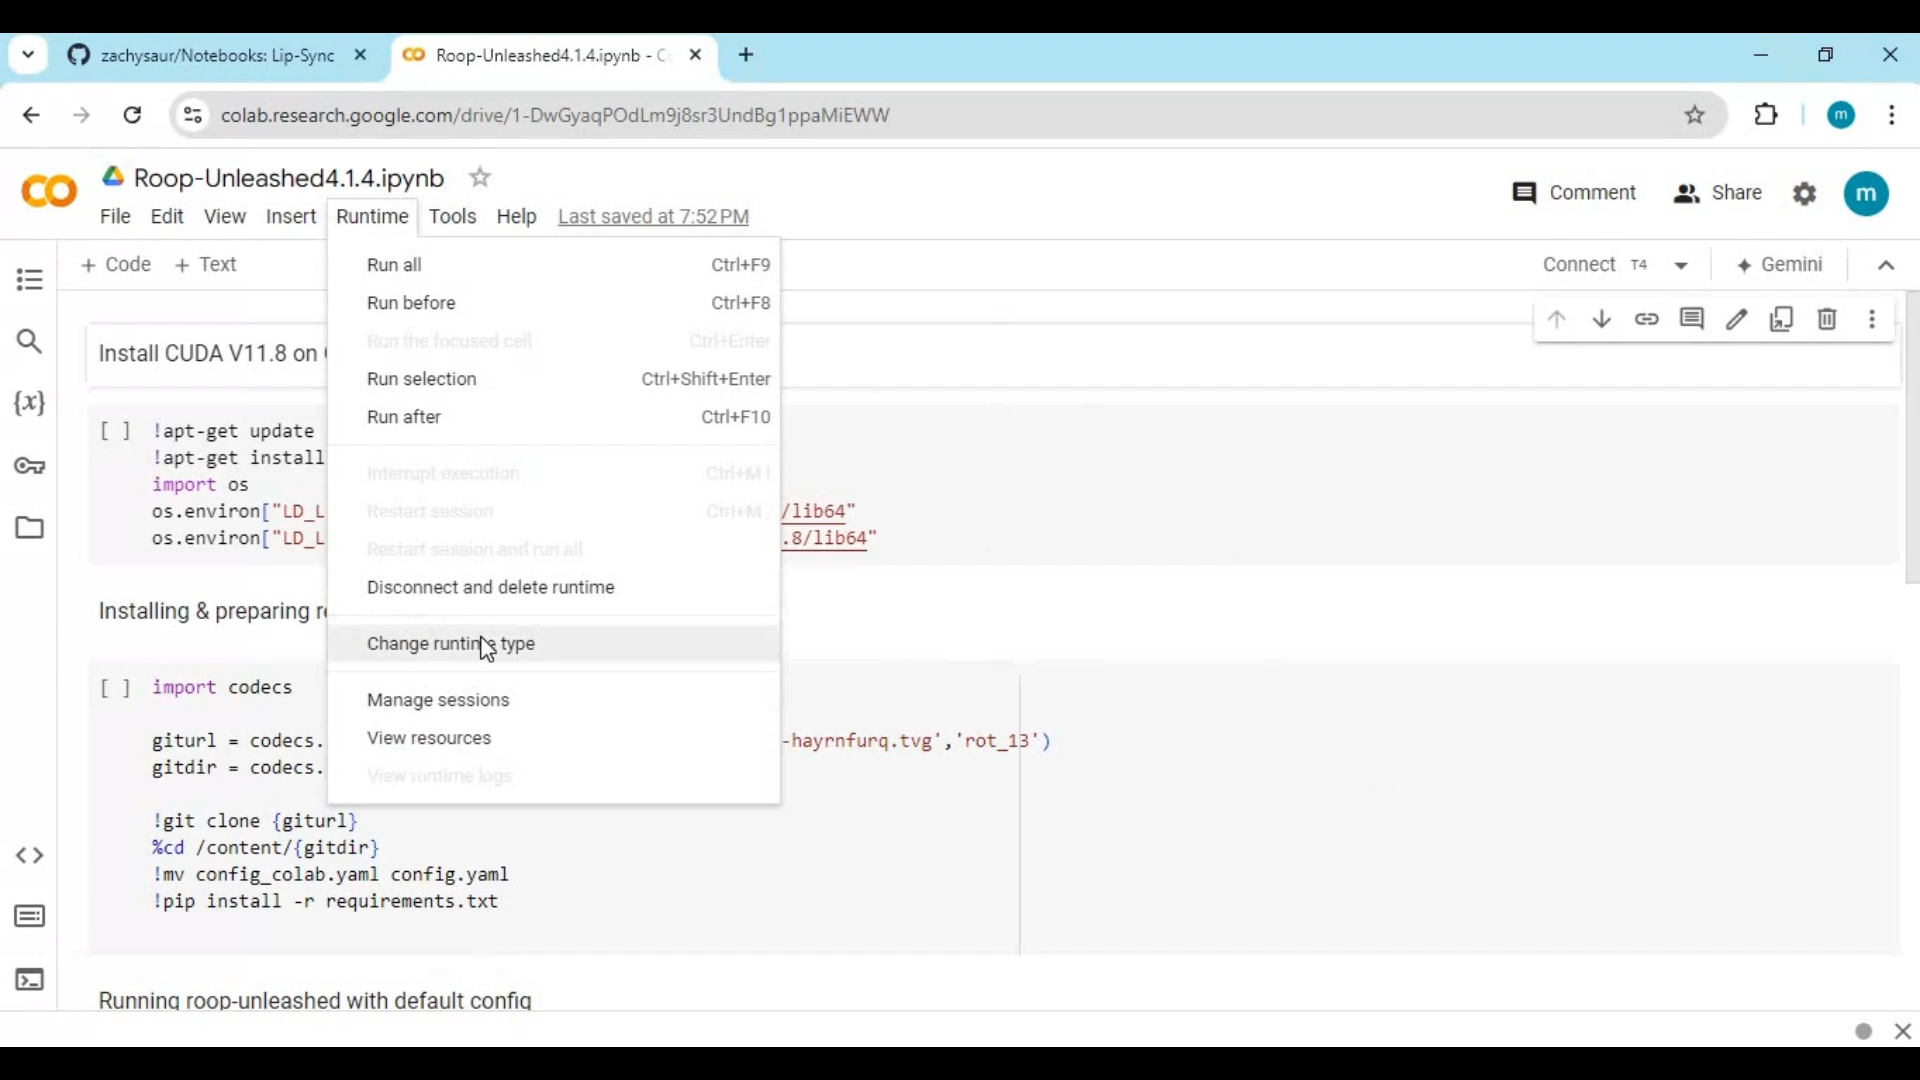 zachysaur/Notebooks: Lip-Sync
Roop-Unleashed4.1.4.ipynb - Co
colab.research.google.com/drive/1-DwGyaqPOdLm9j8sr3UndBg1ppaMiEWW
m
Roop-Unleashed4.1.4.ipynb
Comment
Share
m
File Edit View Insert Runtime Tools Help Last saved at 7:52 PM
+ Code + Text
Connect T4
Gemini
Run all Ctrl+F9
Run before Ctrl+F8
Run the focused cell Ctrl+Enter
Run selection Ctrl+Shift+Enter
Run after Ctrl+F10
Interrupt execution Ctrl+M I
Restart session Ctrl+M .
Restart session and run all
Disconnect and delete runtime
Change runtime type
Manage sessions
View resources
View runtime logs
Install CUDA V11.8 on
[ ] !apt-get update
!apt-get install
import os
os.environ["LD_L /lib64"
os.environ["LD_L .8/lib64"
Installing & preparing
[ ] import codecs
giturl = codecs. -hayrnfurq.tvg','rot_13')
gitdir = codecs.
!git clone {giturl}
%cd /content/{gitdir}
!mv config_colab.yaml config.yaml
!pip install -r requirements.txt
Running roop-unleashed with default config